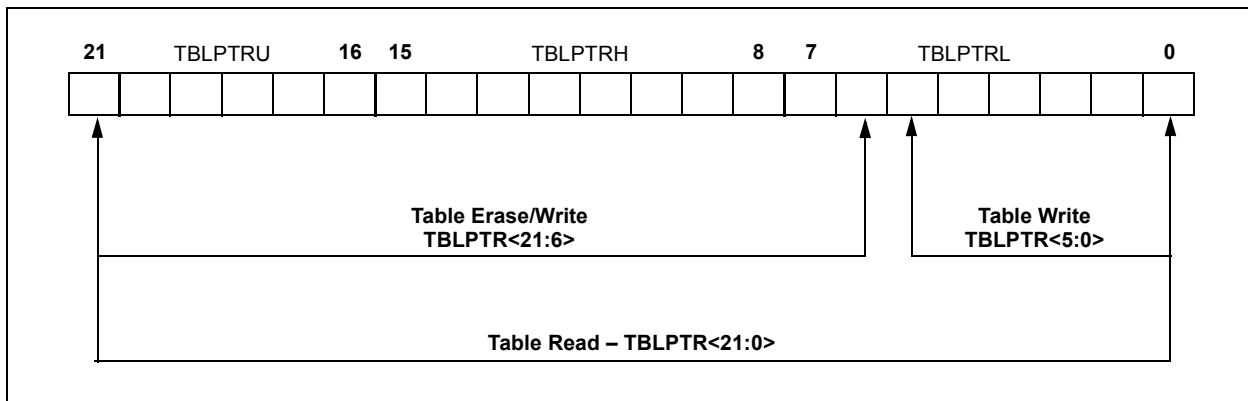 21 TBLPTRU 16 15 TBLPTRH 8 7 TBLPTRL 0
Table Erase/Write Table Write
TBLPTR<21:6> TBLPTR<5:0>
Table Read – TBLPTR<21:0>